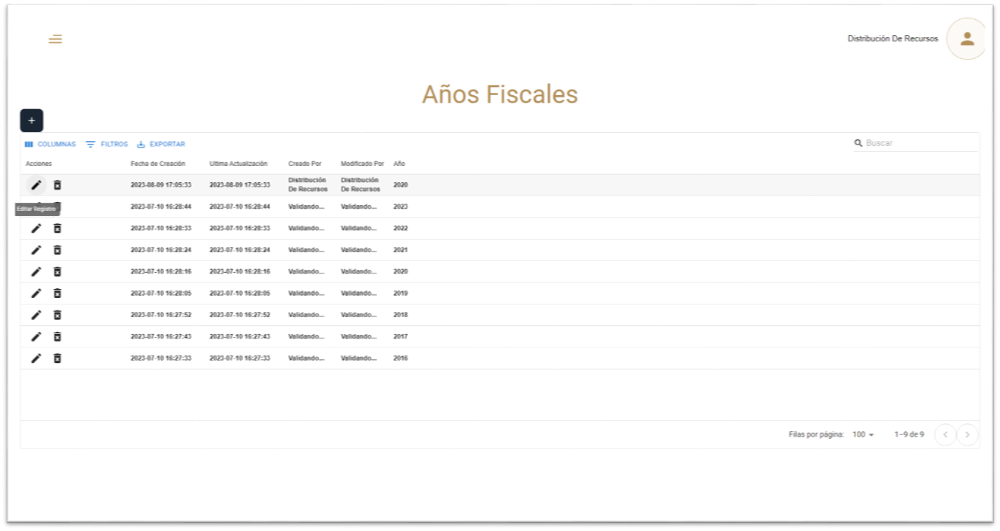 Distribución De Recursos
Años Fiscales
+
COLUMNAS FILTROS EXPORTAR Buscar
Acciones Fecha de Creación Ultima Actualización Creado Por Modificado Por Año
2023-08-09 17:05:33 2023-08-09 17:05:33 Distribución De Recursos Distribución De Recursos 2020
Editar Registro
2023-07-10 16:28:44 2023-07-10 16:28:44 Validando... Validando... 2023
2023-07-10 16:28:33 2023-07-10 16:28:33 Validando... Validando... 2022
2023-07-10 16:28:24 2023-07-10 16:28:24 Validando... Validando... 2021
2023-07-10 16:28:16 2023-07-10 16:28:16 Validando... Validando... 2020
2023-07-10 16:28:05 2023-07-10 16:28:05 Validando... Validando... 2019
2023-07-10 16:27:52 2023-07-10 16:27:52 Validando... Validando... 2018
2023-07-10 16:27:43 2023-07-10 16:27:43 Validando... Validando... 2017
2023-07-10 16:27:33 2023-07-10 16:27:33 Validando... Validando... 2016
Filas por página: 100 1–9 de 9